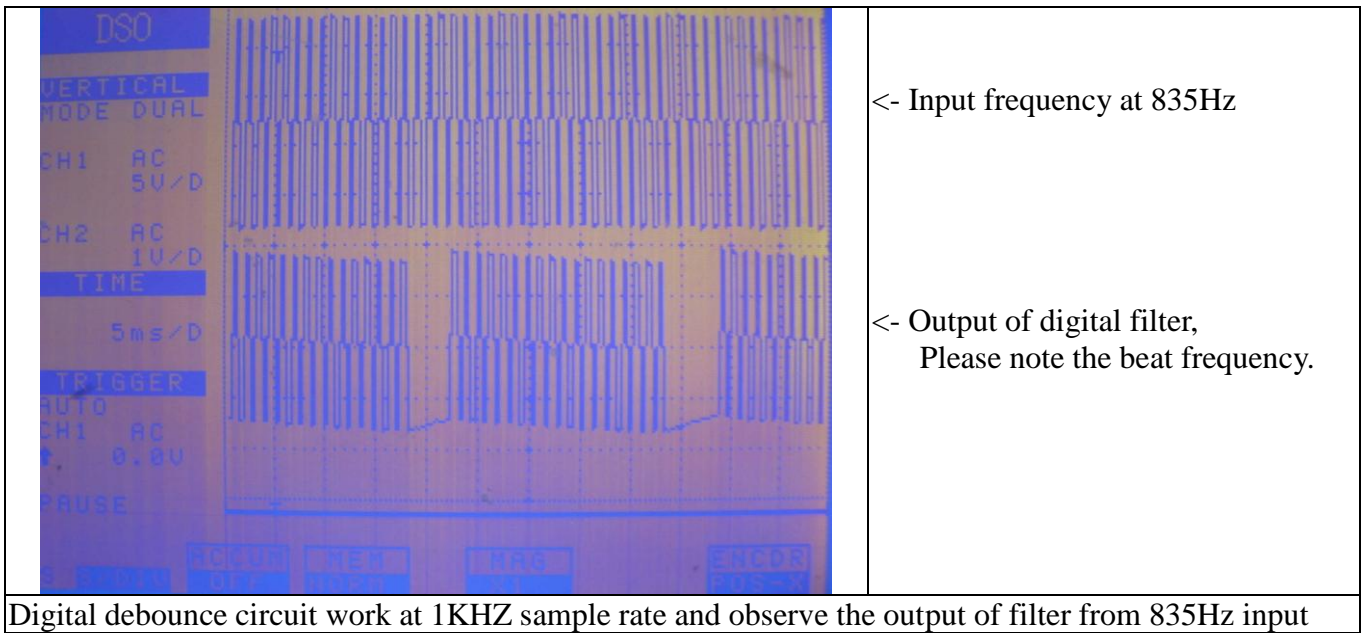 DSO
VERTICAL
MODE DUAL
CH1 AC
5V/D
CH2 AC
1V/D
TIME
5ms/D
TRIGGER
AUTO
CH1 AC
0.0V
PAUSE
ACCUM MEM MAG ENCDR
OFF POS-X
<- Input frequency at 835Hz
<- Output of digital filter,
Please note the beat frequency.
Digital debounce circuit work at 1KHZ sample rate and observe the output of filter from 835Hz input